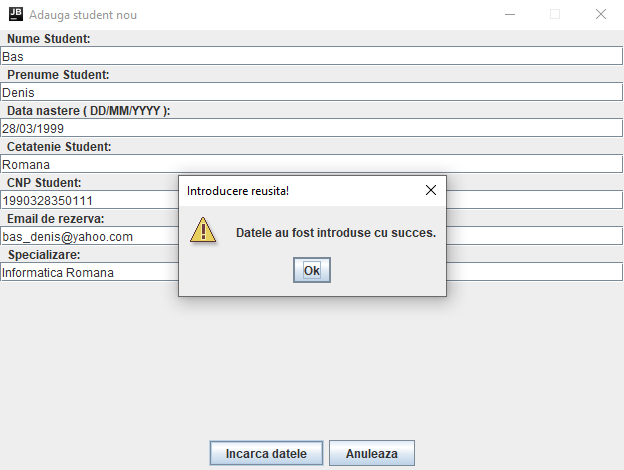 JB
Adauga student nou
Nume Student:
Bas
Prenume Student:
Denis
Data nastere ( DD/MM/YYYY ):
28/03/1999
Cetatenie Student:
Romana
CNP Student:
1990328350111
Email de rezerva:
bas_denis@yahoo.com
Specializare:
Informatica Romana
Introducere reusita!
Datele au fost introduse cu succes.
Ok
Incarca datele
Anuleaza